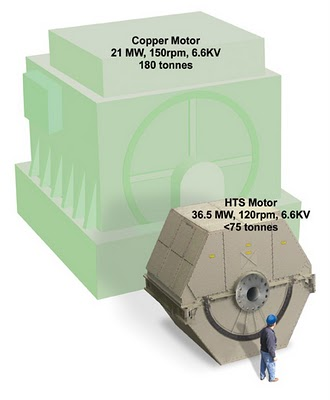 Copper Motor
21 MW, 150rpm, 6.6KV
180 tonnes
HTS Motor
36.5 MW, 120rpm, 6.6KV
<75 tonnes